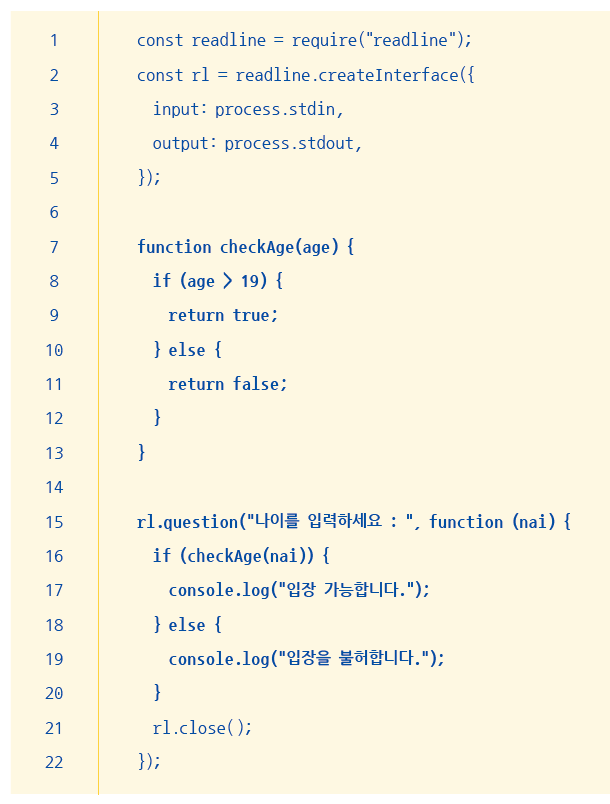 1 const readline = require("readline");
2 const rl = readline.createInterface({
3 input: process.stdin,
4 output: process.stdout,
5 });
6
7 function checkAge(age) {
8 if (age > 19) {
9 return true;
10 } else {
11 return false;
12 }
13 }
14
15 rl.question("나이를 입력하세요 : ", function (nai) {
16 if (checkAge(nai)) {
17 console.log("입장 가능합니다.");
18 } else {
19 console.log("입장을 불허합니다.");
20 }
21 rl.close();
22 });